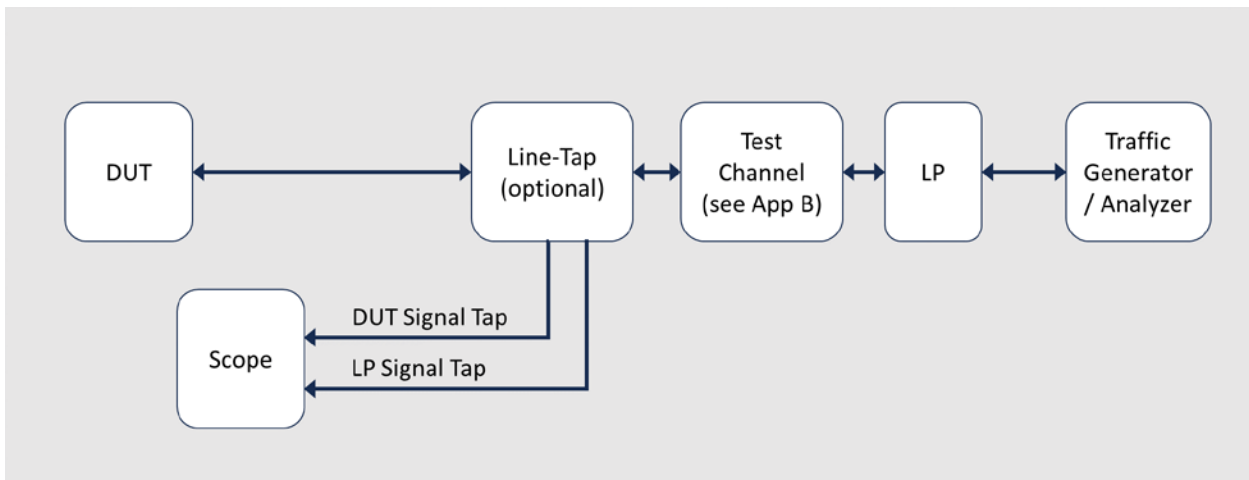 DUT
Line-Tap
(optional)
Test
Channel
(see App B)
LP
Traffic
Generator
/ Analyzer
DUT Signal Tap
LP Signal Tap
Scope